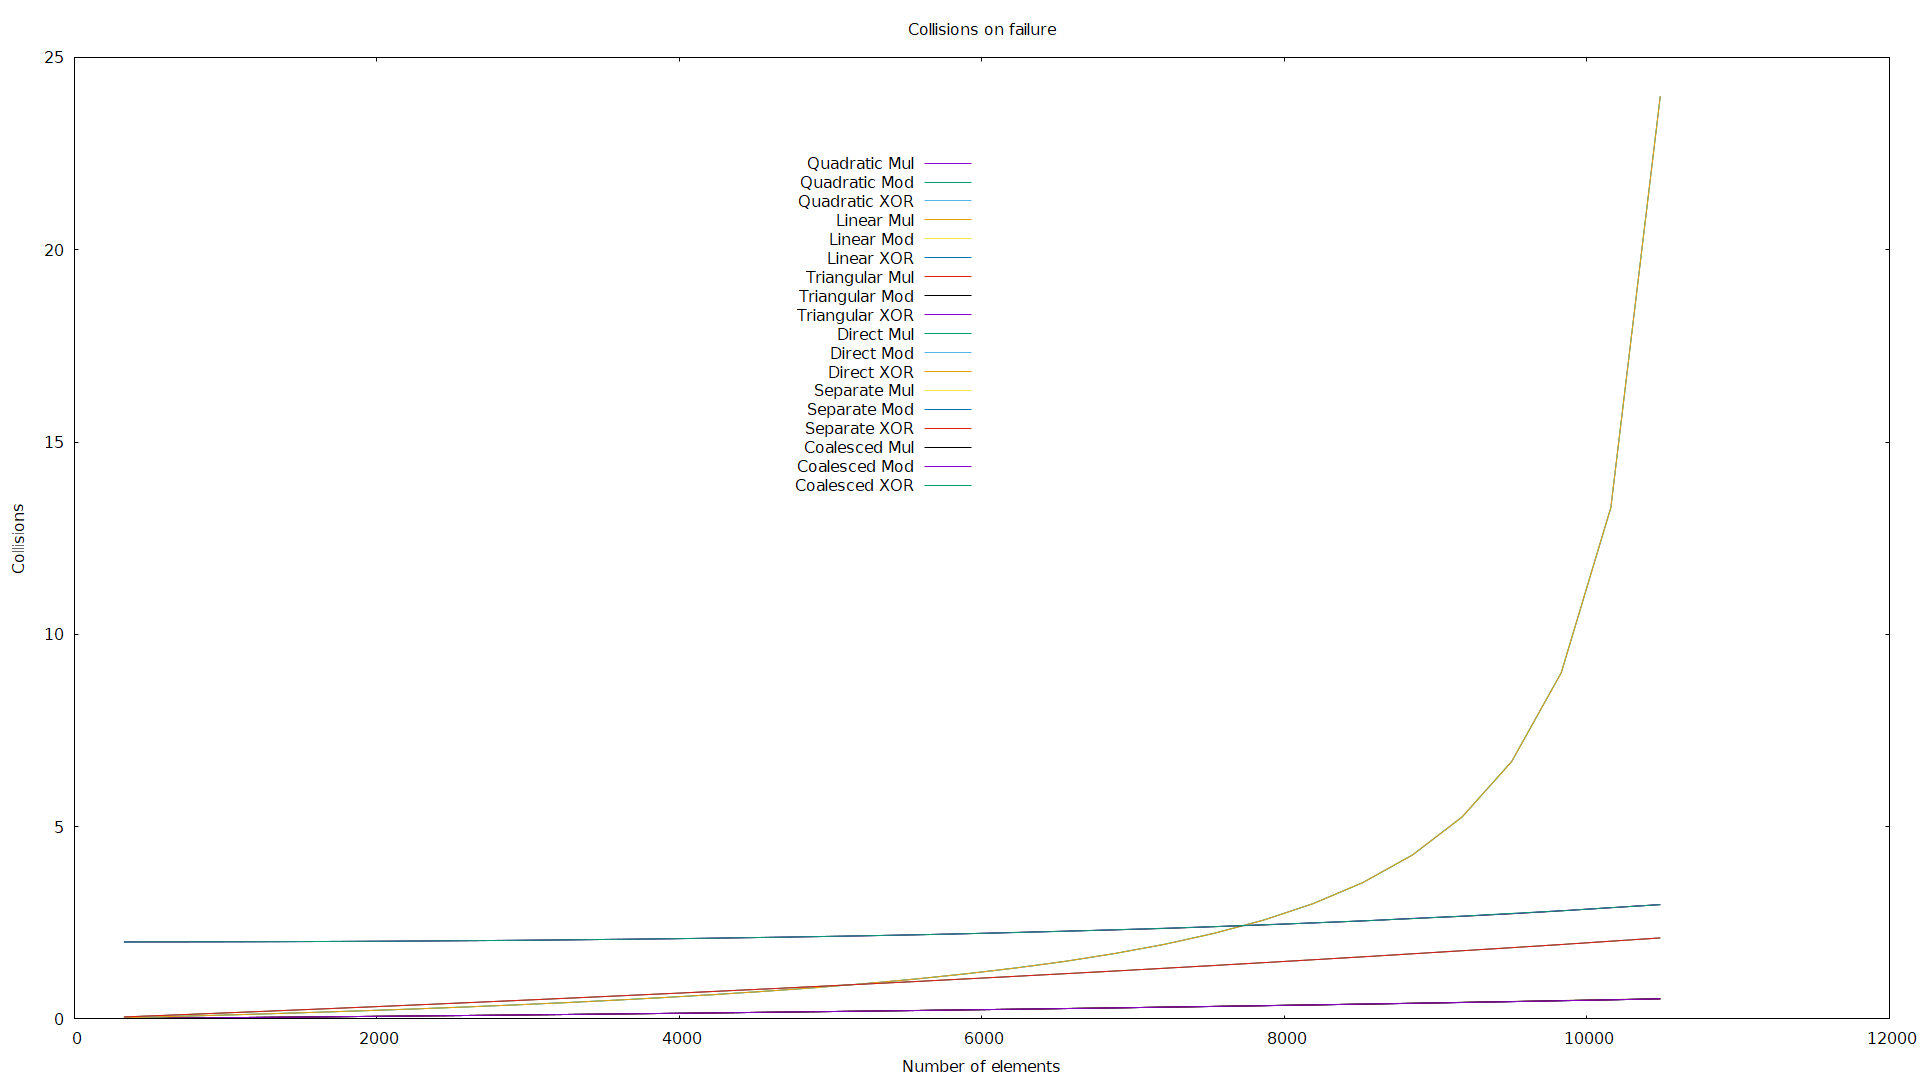 Collisions on failure
25
20
15
10
5
0
Collisions
Quadratic Mul
Quadratic Mod
Quadratic XOR
Linear Mul
Linear Mod
Linear XOR
Triangular Mul
Triangular Mod
Triangular XOR
Direct Mul
Direct Mod
Direct XOR
Separate Mul
Separate Mod
Separate XOR
Coalesced Mul
Coalesced Mod
Coalesced XOR
0 2000 4000 6000 8000 10000 12000
Number of elements